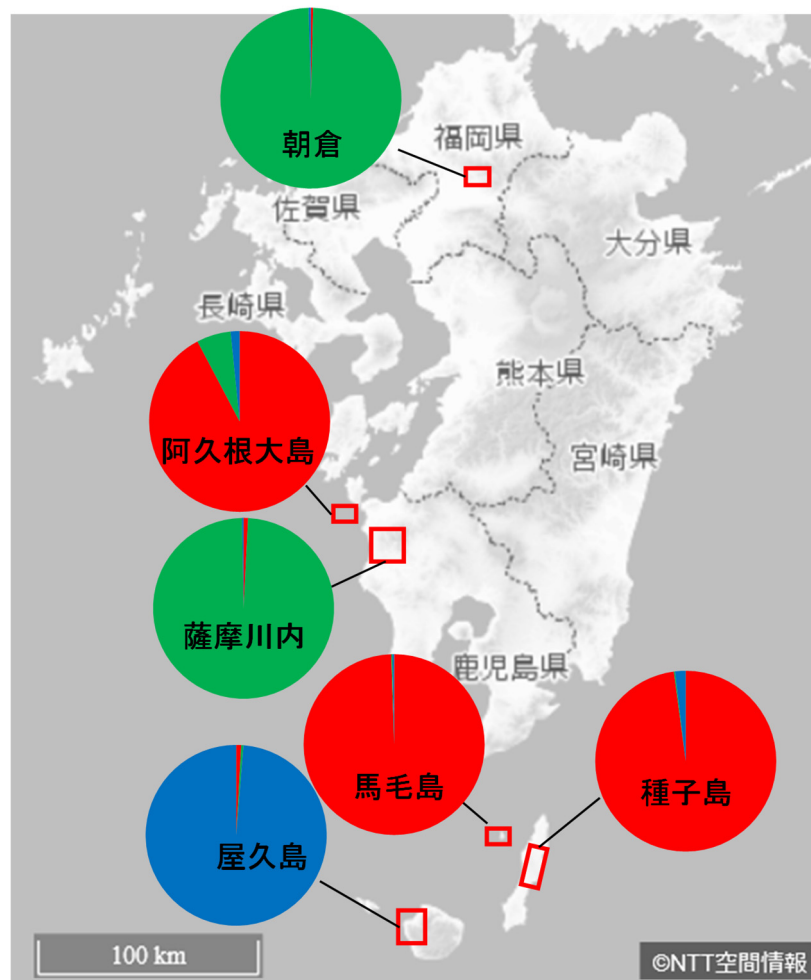 朝倉
福岡県
佐賀県
大分県
長崎県
熊本県
阿久根大島
宮崎県
薩摩川内
鹿児島県
馬毛島
種子島
屋久島
100 km
©NTT空間情報